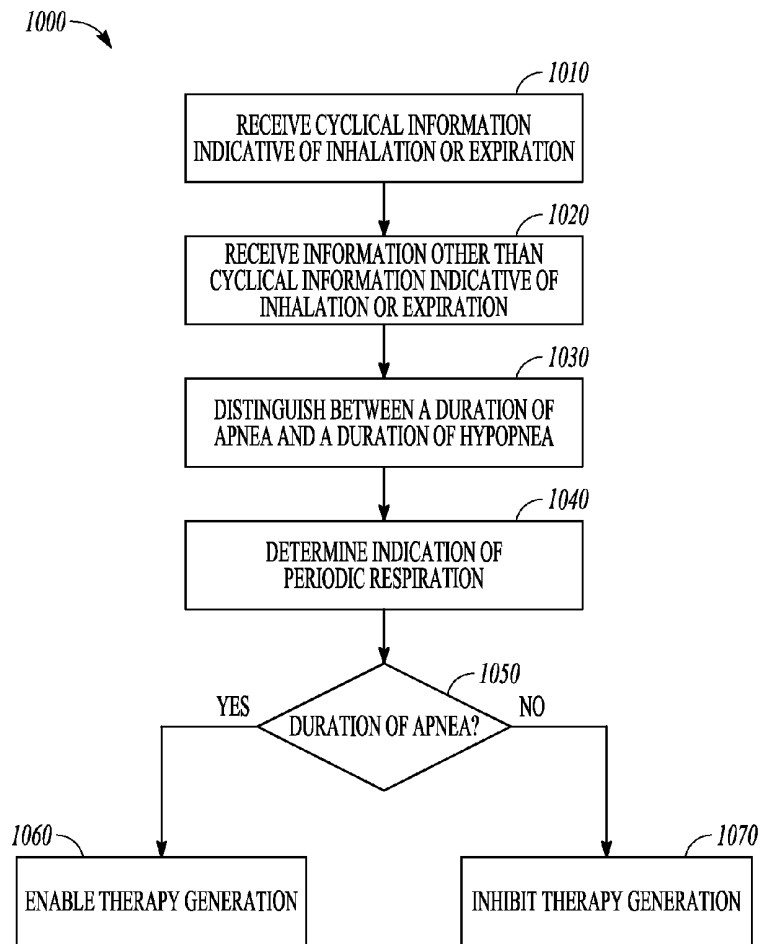 1000
1010
RECEIVE CYCLICAL INFORMATION
INDICATIVE OF INHALATION OR EXPIRATION
1020
RECEIVE INFORMATION OTHER THAN
CYCLICAL INFORMATION INDICATIVE OF
INHALATION OR EXPIRATION
1030
DISTINGUISH BETWEEN A DURATION OF
APNEA AND A DURATION OF HYPOPNEA
1040
DETERMINE INDICATION OF
PERIODIC RESPIRATION
1050
YES
DURATION OF APNEA?
NO
1060
ENABLE THERAPY GENERATION
1070
INHIBIT THERAPY GENERATION